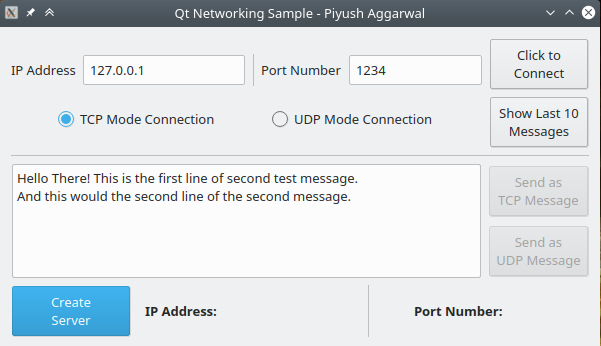 Qt Networking Sample - Piyush Aggarwal
IP Address 127.0.0.1 Port Number 1234
Click to
Connect
TCP Mode Connection UDP Mode Connection
Show Last 10
Messages
Hello There! This is the first line of second test message.
And this would the second line of the second message.
Send as
TCP Message
Send as
UDP Message
Create
Server
IP Address: Port Number: